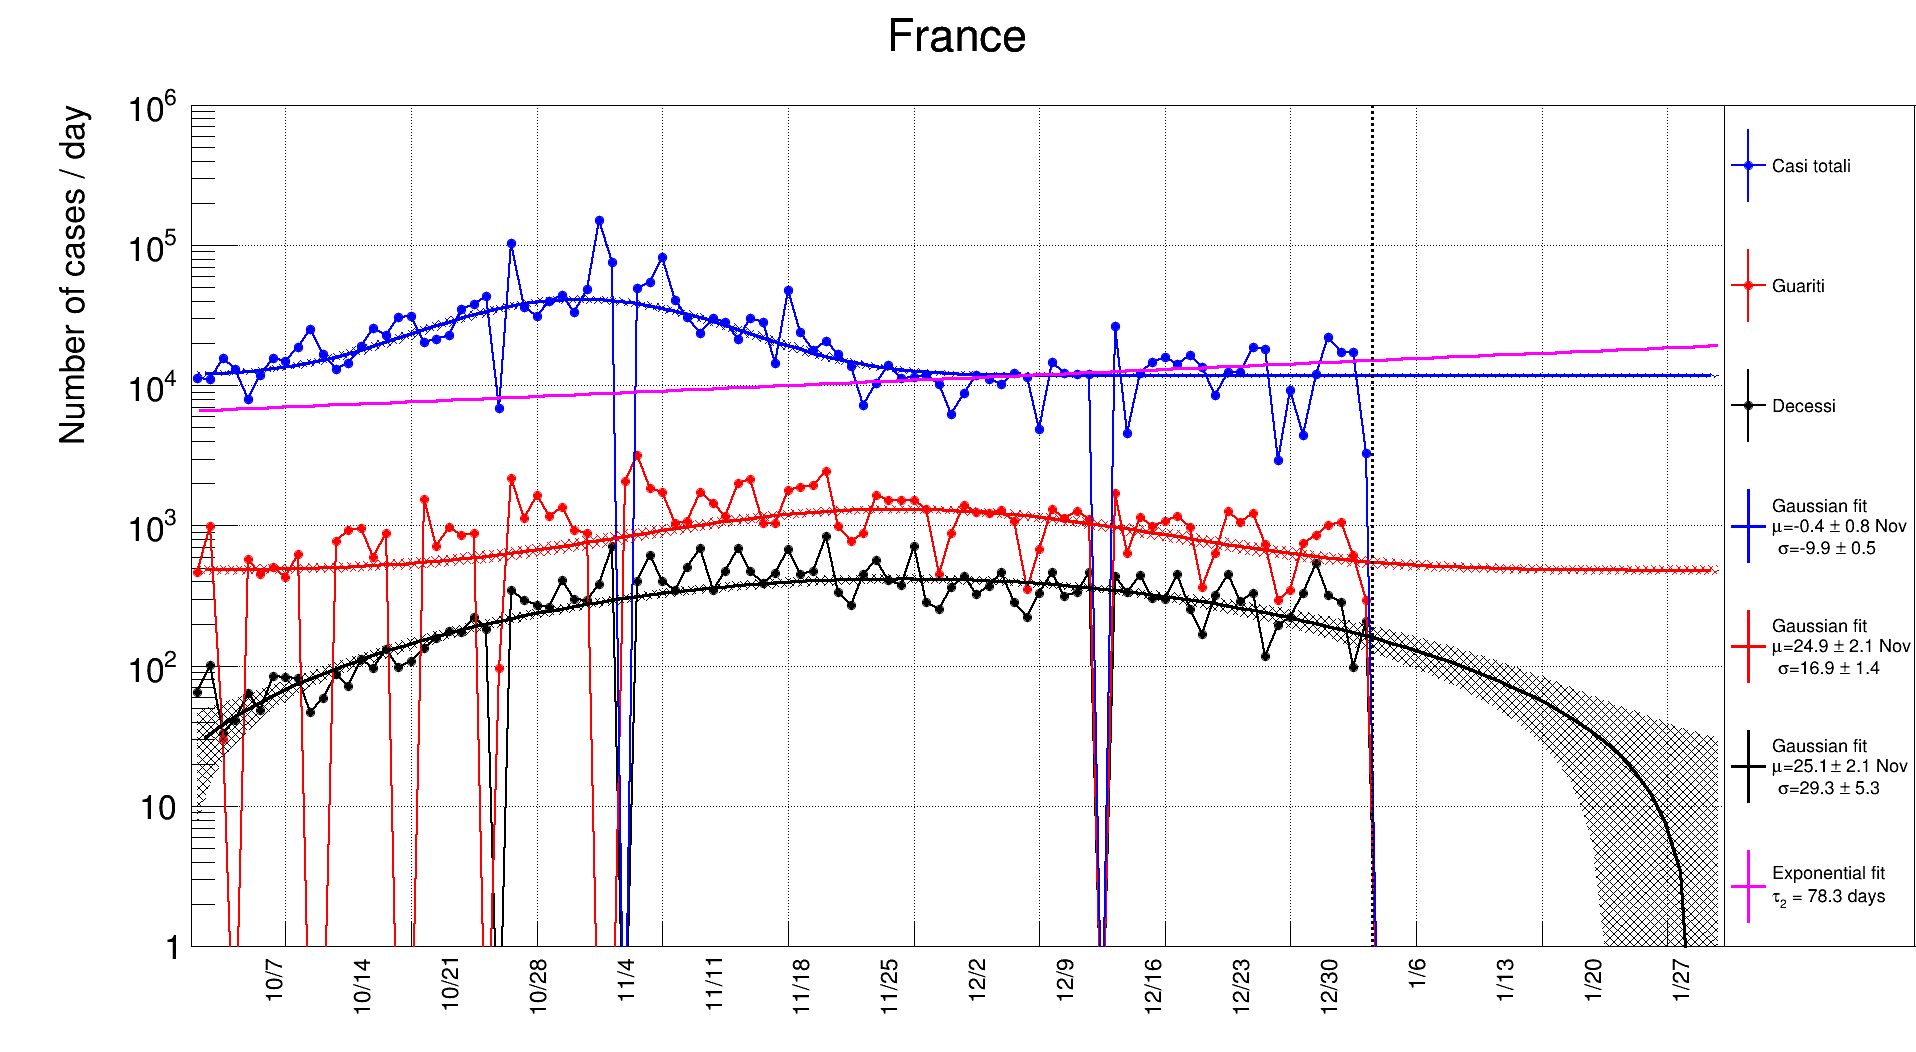 France
Number of cases / day
10^6
10^5
10^4
10^3
10^2
10
1
10/7
10/14
10/21
10/28
11/4
11/11
11/18
11/25
12/2
12/9
12/16
12/23
12/30
1/6
1/13
1/20
1/27
Casi totali
Guariti
Decessi
Gaussian fit
μ=-0.4 ± 0.8 Nov
σ=-9.9 ± 0.5
Gaussian fit
μ=24.9 ± 2.1 Nov
σ=16.9 ± 1.4
Gaussian fit
μ=25.1 ± 2.1 Nov
σ=29.3 ± 5.3
Exponential fit
τ₂ = 78.3 days